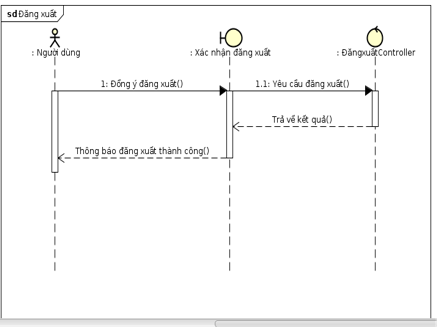 sd Đăng xuất
: Người dùng
: Xác nhận đăng xuất
: ĐăngxuấtController
1: Đồng ý đăng xuất()
1.1: Yêu cầu đăng xuất()
Trả về kết quả()
Thông báo đăng xuất thành công()